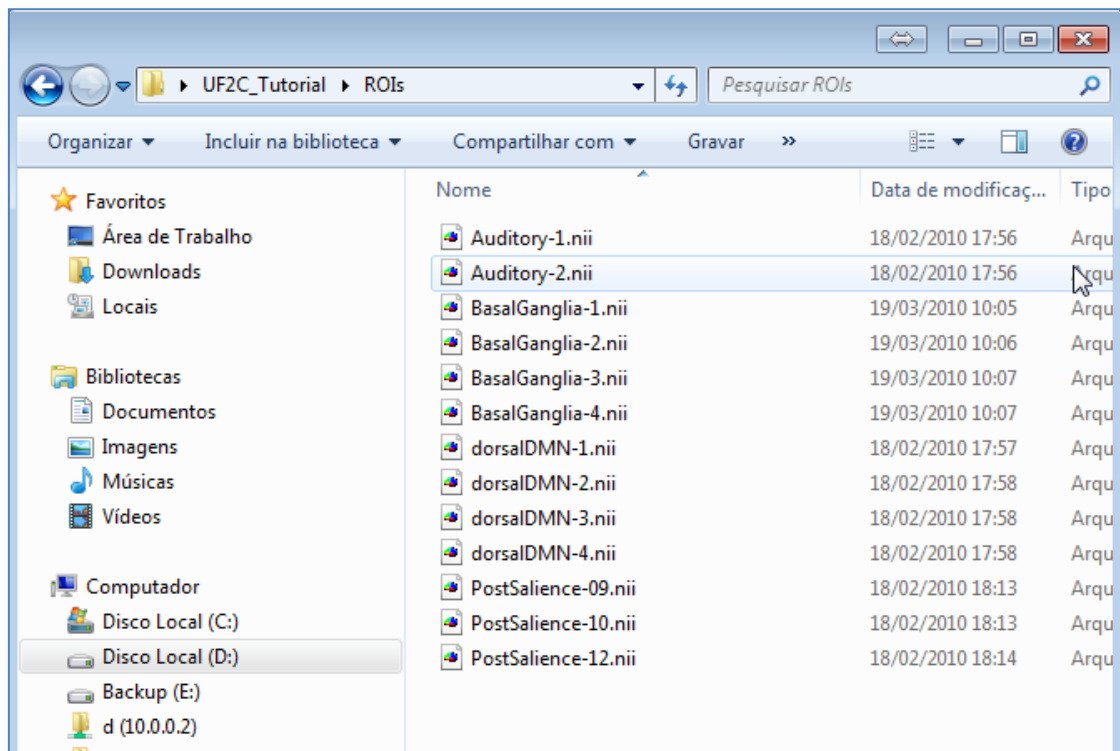 UF2C_Tutorial ROIs
Pesquisar ROIs
Organizar Incluir na biblioteca Compartilhar com Gravar »
Favoritos
Área de Trabalho
Downloads
Locais
Bibliotecas
Documentos
Imagens
Músicas
Vídeos
Computador
Disco Local (C:)
Disco Local (D:)
Backup (E:)
d (10.0.0.2)
Nome Data de modificaç... Tipo
Auditory-1.nii 18/02/2010 17:56 Arqu
Auditory-2.nii 18/02/2010 17:56 Arqu
BasalGanglia-1.nii 19/03/2010 10:05 Arqu
BasalGanglia-2.nii 19/03/2010 10:06 Arqu
BasalGanglia-3.nii 19/03/2010 10:07 Arqu
BasalGanglia-4.nii 19/03/2010 10:07 Arqu
dorsalDMN-1.nii 18/02/2010 17:57 Arqu
dorsalDMN-2.nii 18/02/2010 17:58 Arqu
dorsalDMN-3.nii 18/02/2010 17:58 Arqu
dorsalDMN-4.nii 18/02/2010 17:58 Arqu
PostSalience-09.nii 18/02/2010 18:13 Arqu
PostSalience-10.nii 18/02/2010 18:13 Arqu
PostSalience-12.nii 18/02/2010 18:14 Arqu